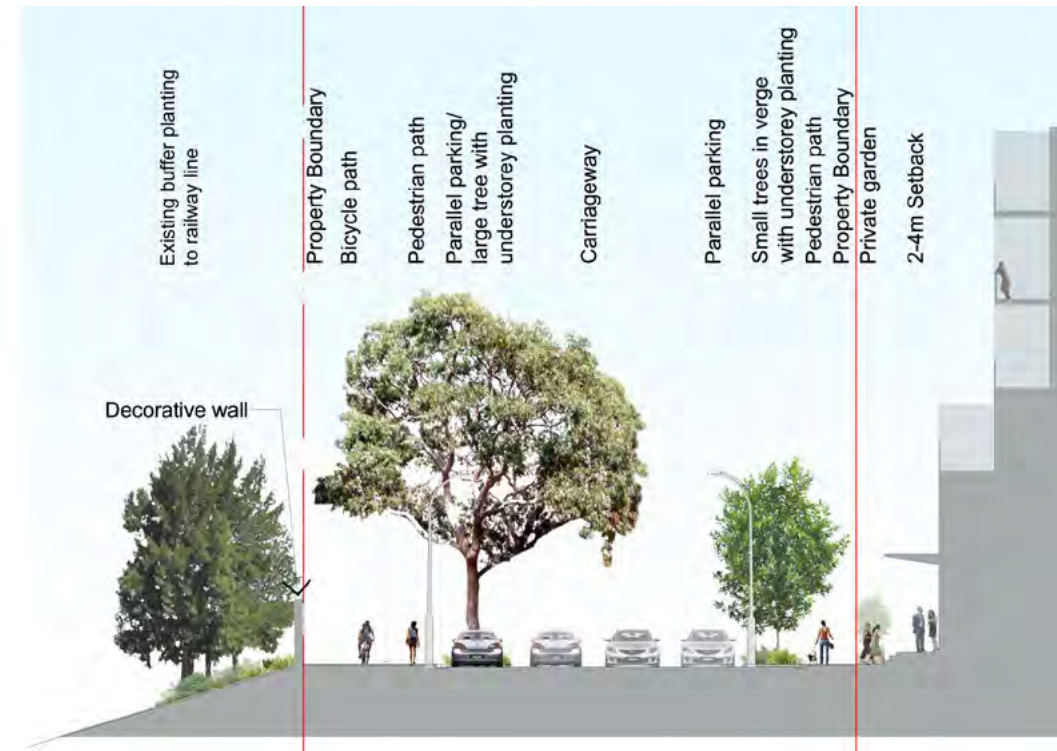 Existing buffer planting
to railway line
Property Boundary
Bicycle path
Pedestrian path
Parallel parking/
large tree with
understorey planting
Carriageway
Parallel parking
Small trees in verge
with understorey planting
Pedestrian path
Property Boundary
Private garden
2-4m Setback
Decorative wall